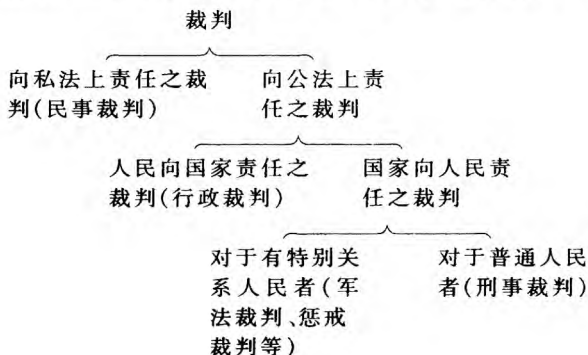 裁判
向私法上责任之裁
判(民事裁判)
向公法上责
任之裁判
人民向国家责任之
裁判(行政裁判)
国家向人民责
任之裁判
对于有特别关
系人民者(军
法裁判、惩戒
裁判等)
对于普通人民
者(刑事裁判)